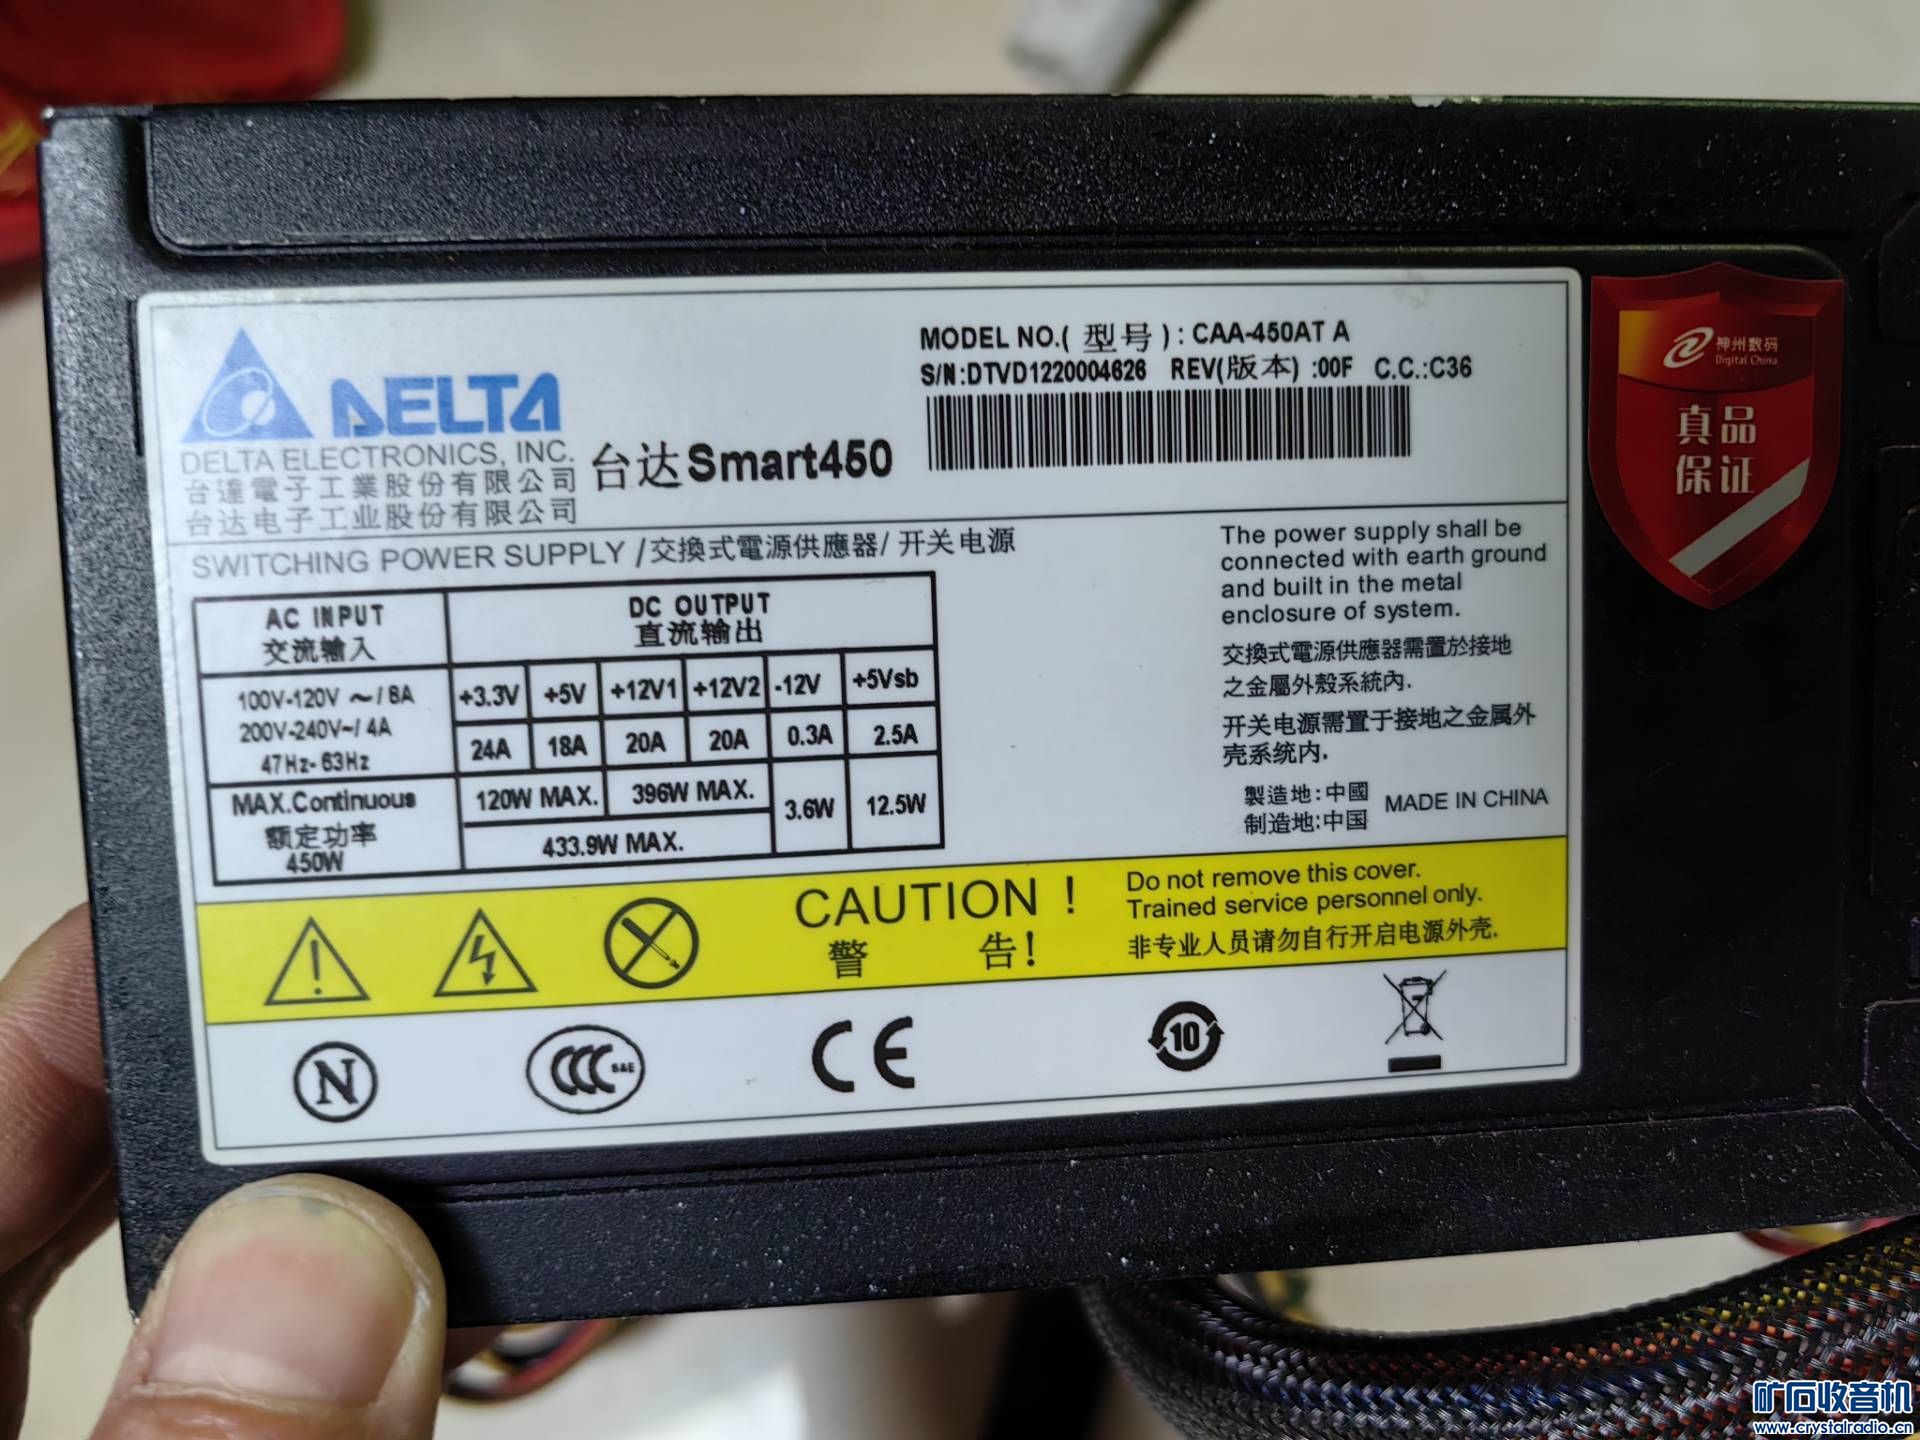 DELTA
DELTA ELECTRONICS, INC.
台達電子工業股份有限公司
台达电子工业股份有限公司
台达Smart450
MODEL NO.( 型号 ) : CAA-450AT A
S/N:DTVD1220004626 REV(版本) :00F C.C.:C36
神州数码
Digital China
真品
保证
SWITCHING POWER SUPPLY /交換式電源供應器/ 开关电源
AC INPUT
交流输入
DC OUTPUT
直流输出
100V-120V ～/ 8A
200V-240V~/ 4A
47Hz- 63Hz
+3.3V +5V +12V1 +12V2 -12V +5Vsb
24A 18A 20A 20A 0.3A 2.5A
MAX.Continuous
额定功率
450W
120W MAX. 396W MAX. 3.6W 12.5W
433.9W MAX.
The power supply shall be
connected with earth ground
and built in the metal
enclosure of system.
交換式電源供應器需置於接地
之金屬外殼系統內.
开关电源需置于接地之金属外
壳系统内.
製造地:中國
制造地:中国
MADE IN CHINA
CAUTION !
警 告!
Do not remove this cover.
Trained service personnel only.
非专业人员请勿自行开启电源外壳.
N
CCC S&E
CE
10
矿石收音机
www.crystalradio.cn